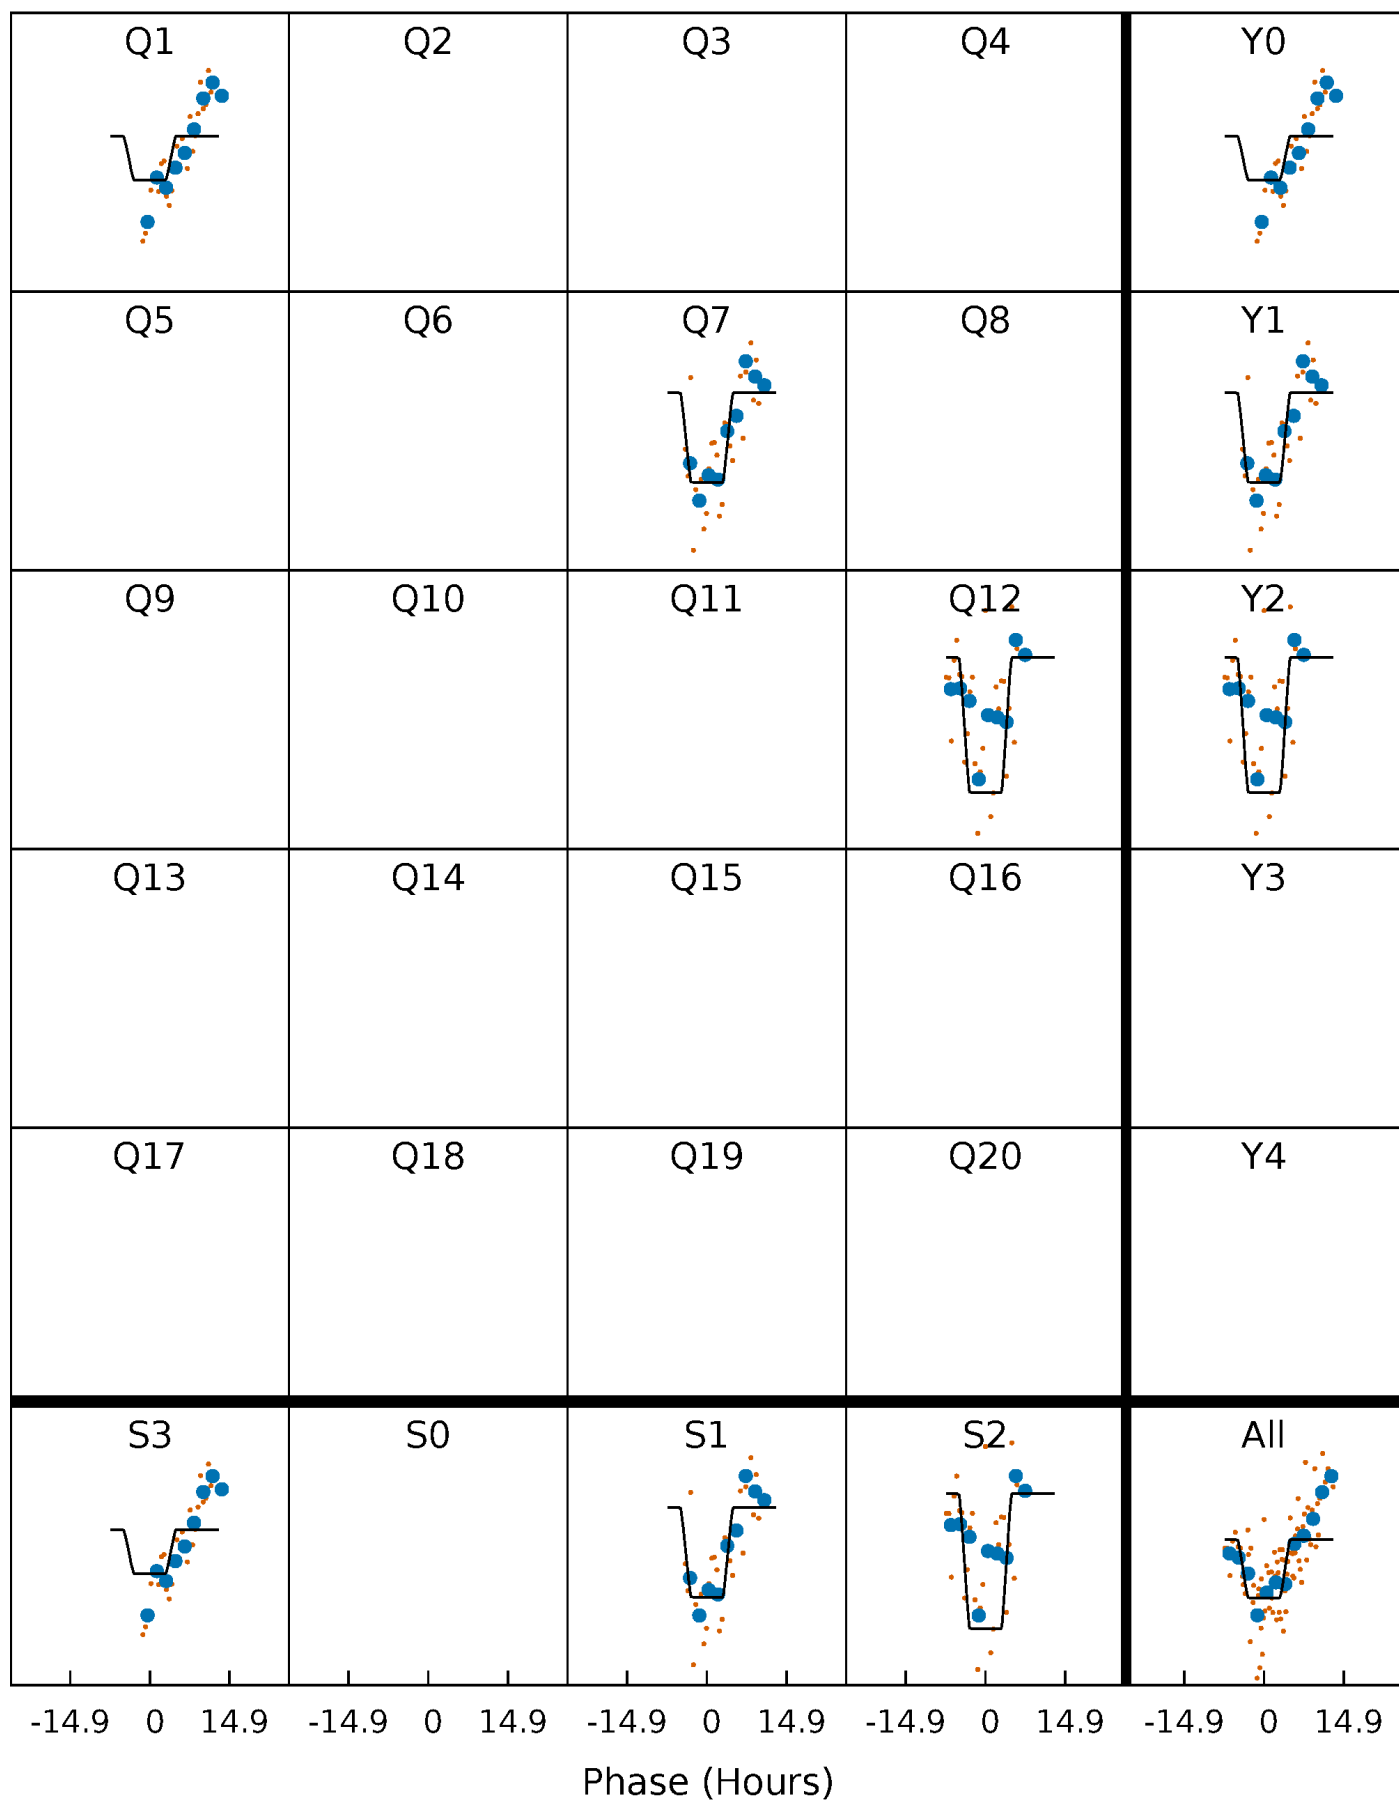 Q1 Q2 Q3 Q4 Y0
Q5 Q6 Q7 Q8 Y1
Q9 Q10 Q11 Q12 Y2
Q13 Q14 Q15 Q16 Y3
Q17 Q18 Q19 Q20 Y4
S3 S0 S1 S2 All
-14.9 0 14.9 -14.9 0 14.9 -14.9 0 14.9 -14.9 0 14.9 -14.9 0 14.9
Phase (Hours)